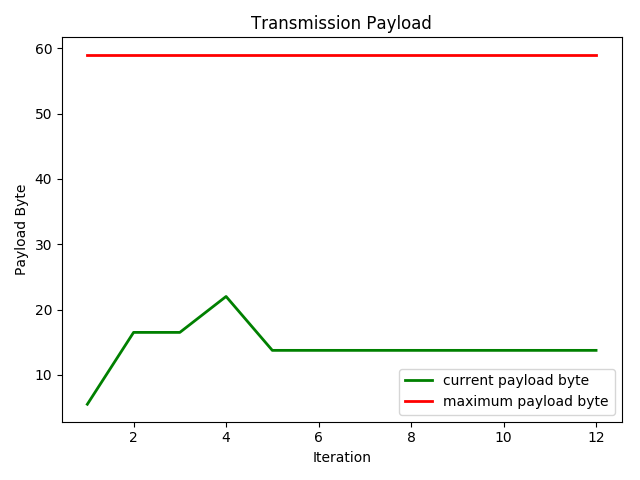 Transmission Payload
60
50
40
30
20
10
Payload Byte
current payload byte
maximum payload byte
2 4 6 8 10 12
Iteration